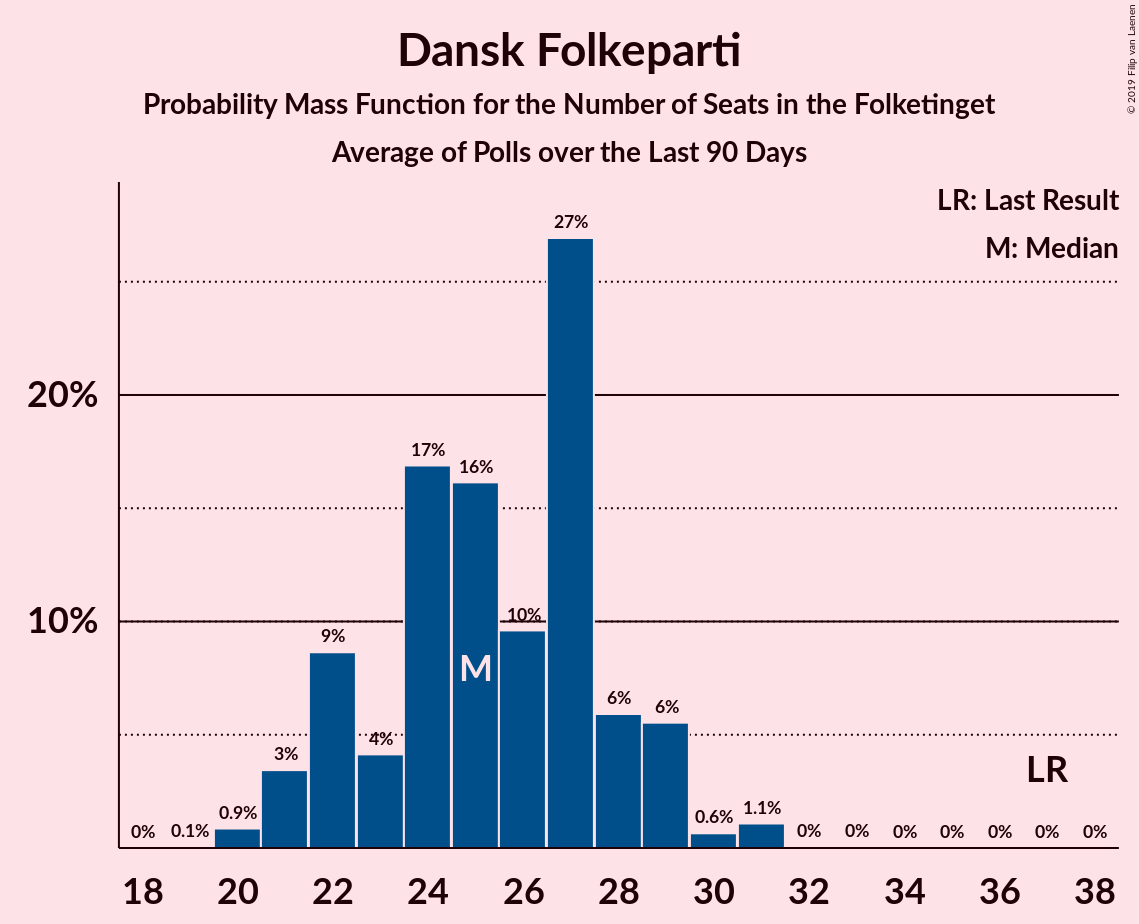 Dansk Folkeparti
Probability Mass Function for the Number of Seats in the Folketinget
Average of Polls over the Last 90 Days
© 2019 Filip van Laenen
LR: Last Result
M: Median
20%
10%
0%
0.1%
0.9%
3%
9%
4%
17%
16%
10%
27%
6%
6%
0.6%
1.1%
0%
0%
0%
0%
0%
0%
0%
M
LR
18 20 22 24 26 28 30 32 34 36 38